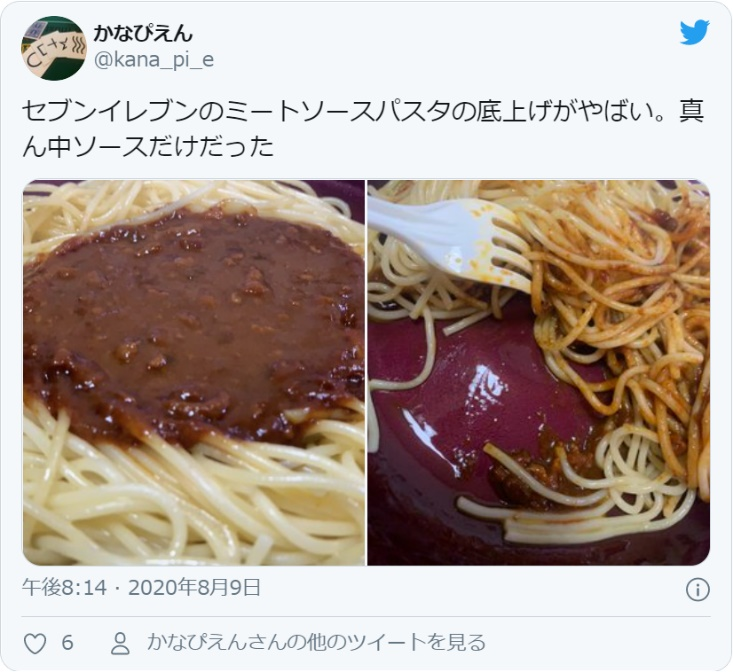 かなぴえん
@kana_pi_e
セブンイレブンのミートソースパスタの底上げがやばい。真
ん中ソースだけだった
午後8:14・2020年8月9日
6
かなぴえんさんの他のツイートを見る